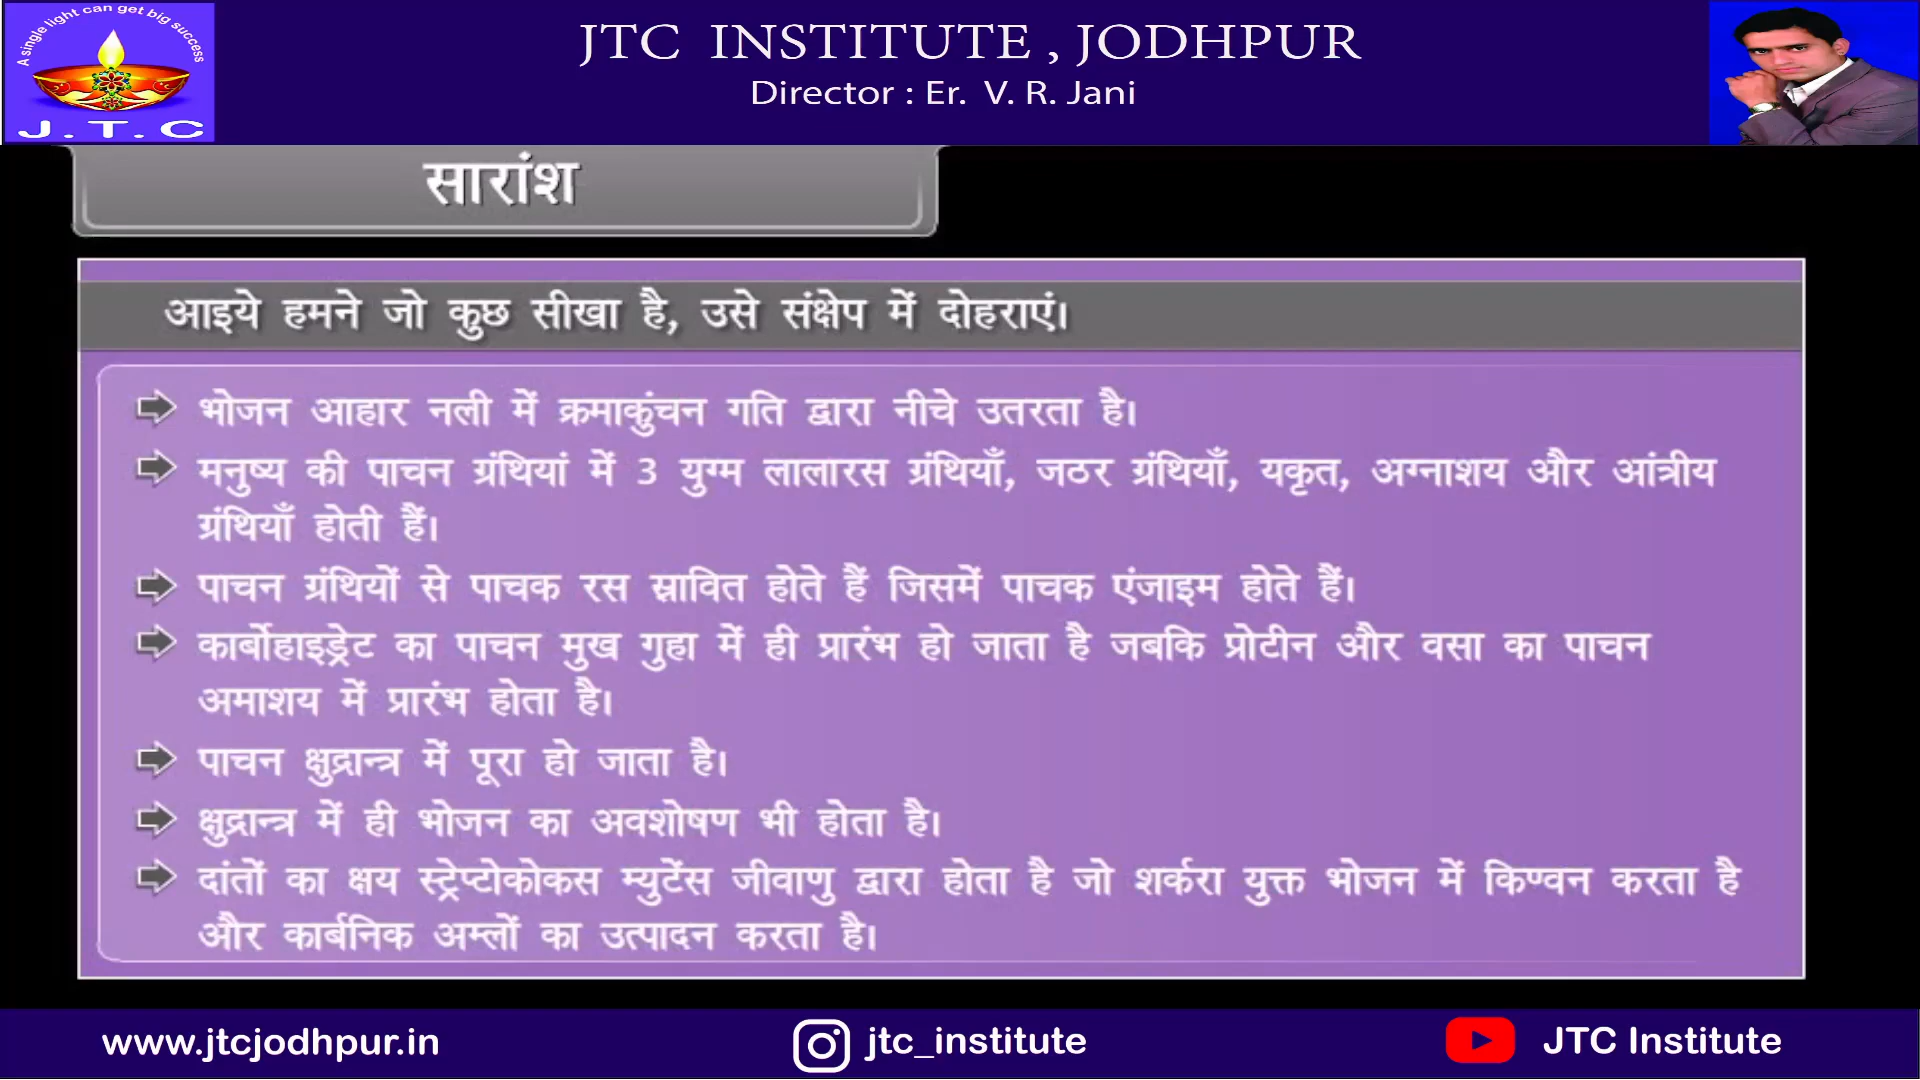 A single light can get big success
J.T.C
JTC INSTITUTE, JODHPUR
Director : Er. V. R. Jani
सारांश
आइये हमने जो कुछ सीखा है, उसे संक्षेप में दोहराएं।
भोजन आहार नली में क्रमाकुंचन गति द्वारा नीचे उतरता है।
मनुष्य की पाचन ग्रंथियां में 3 युग्म लालारस ग्रंथियाँ, जठर ग्रंथियाँ, यकृत, अग्नाशय और आंत्रीय
ग्रंथियाँ होती हैं।
पाचन ग्रंथियों से पाचक रस स्रावित होते हैं जिसमें पाचक एंजाइम होते हैं।
कार्बोहाइड्रेट का पाचन मुख गुहा में ही प्रारंभ हो जाता है जबकि प्रोटीन और वसा का पाचन
अमाशय में प्रारंभ होता है।
पाचन क्षुद्रान्त्र में पूरा हो जाता है।
क्षुद्रान्त्र में ही भोजन का अवशोषण भी होता है।
दांतों का क्षय स्ट्रेप्टोकोकस म्युटेंस जीवाणु द्वारा होता है जो शर्करा युक्त भोजन में किण्वन करता है
और कार्बनिक अम्लों का उत्पादन करता है।
www.jtcjodhpur.in
jtc_institute
JTC Institute